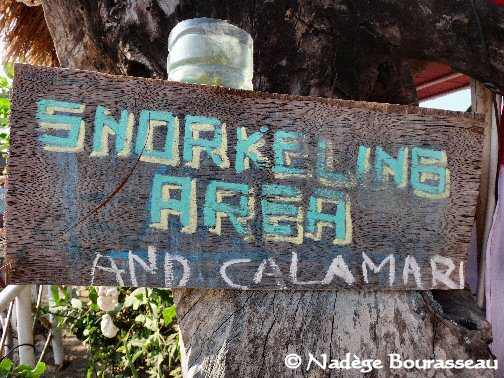 SNORKELING
AREA
AND CALAMARI
© Nadège Bourasseau